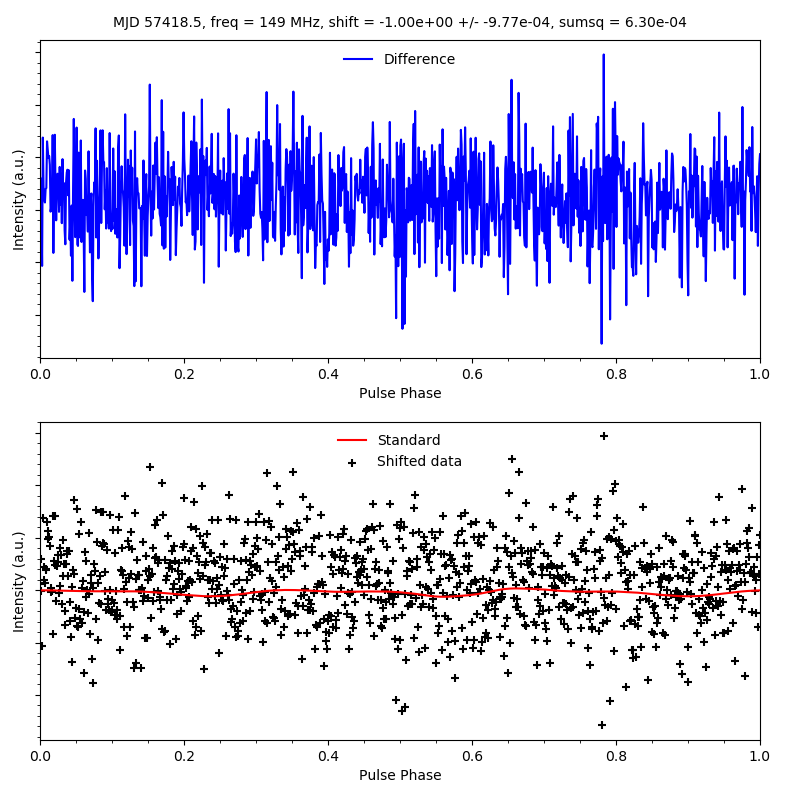 MJD 57418.5, freq = 149 MHz, shift = -1.00e+00 +/- -9.77e-04, sumsq = 6.30e-04
Difference
Intensity (a.u.)
0.0 0.2 0.4 0.6 0.8 1.0
Pulse Phase
Standard
Shifted data
Intensity (a.u.)
0.0 0.2 0.4 0.6 0.8 1.0
Pulse Phase